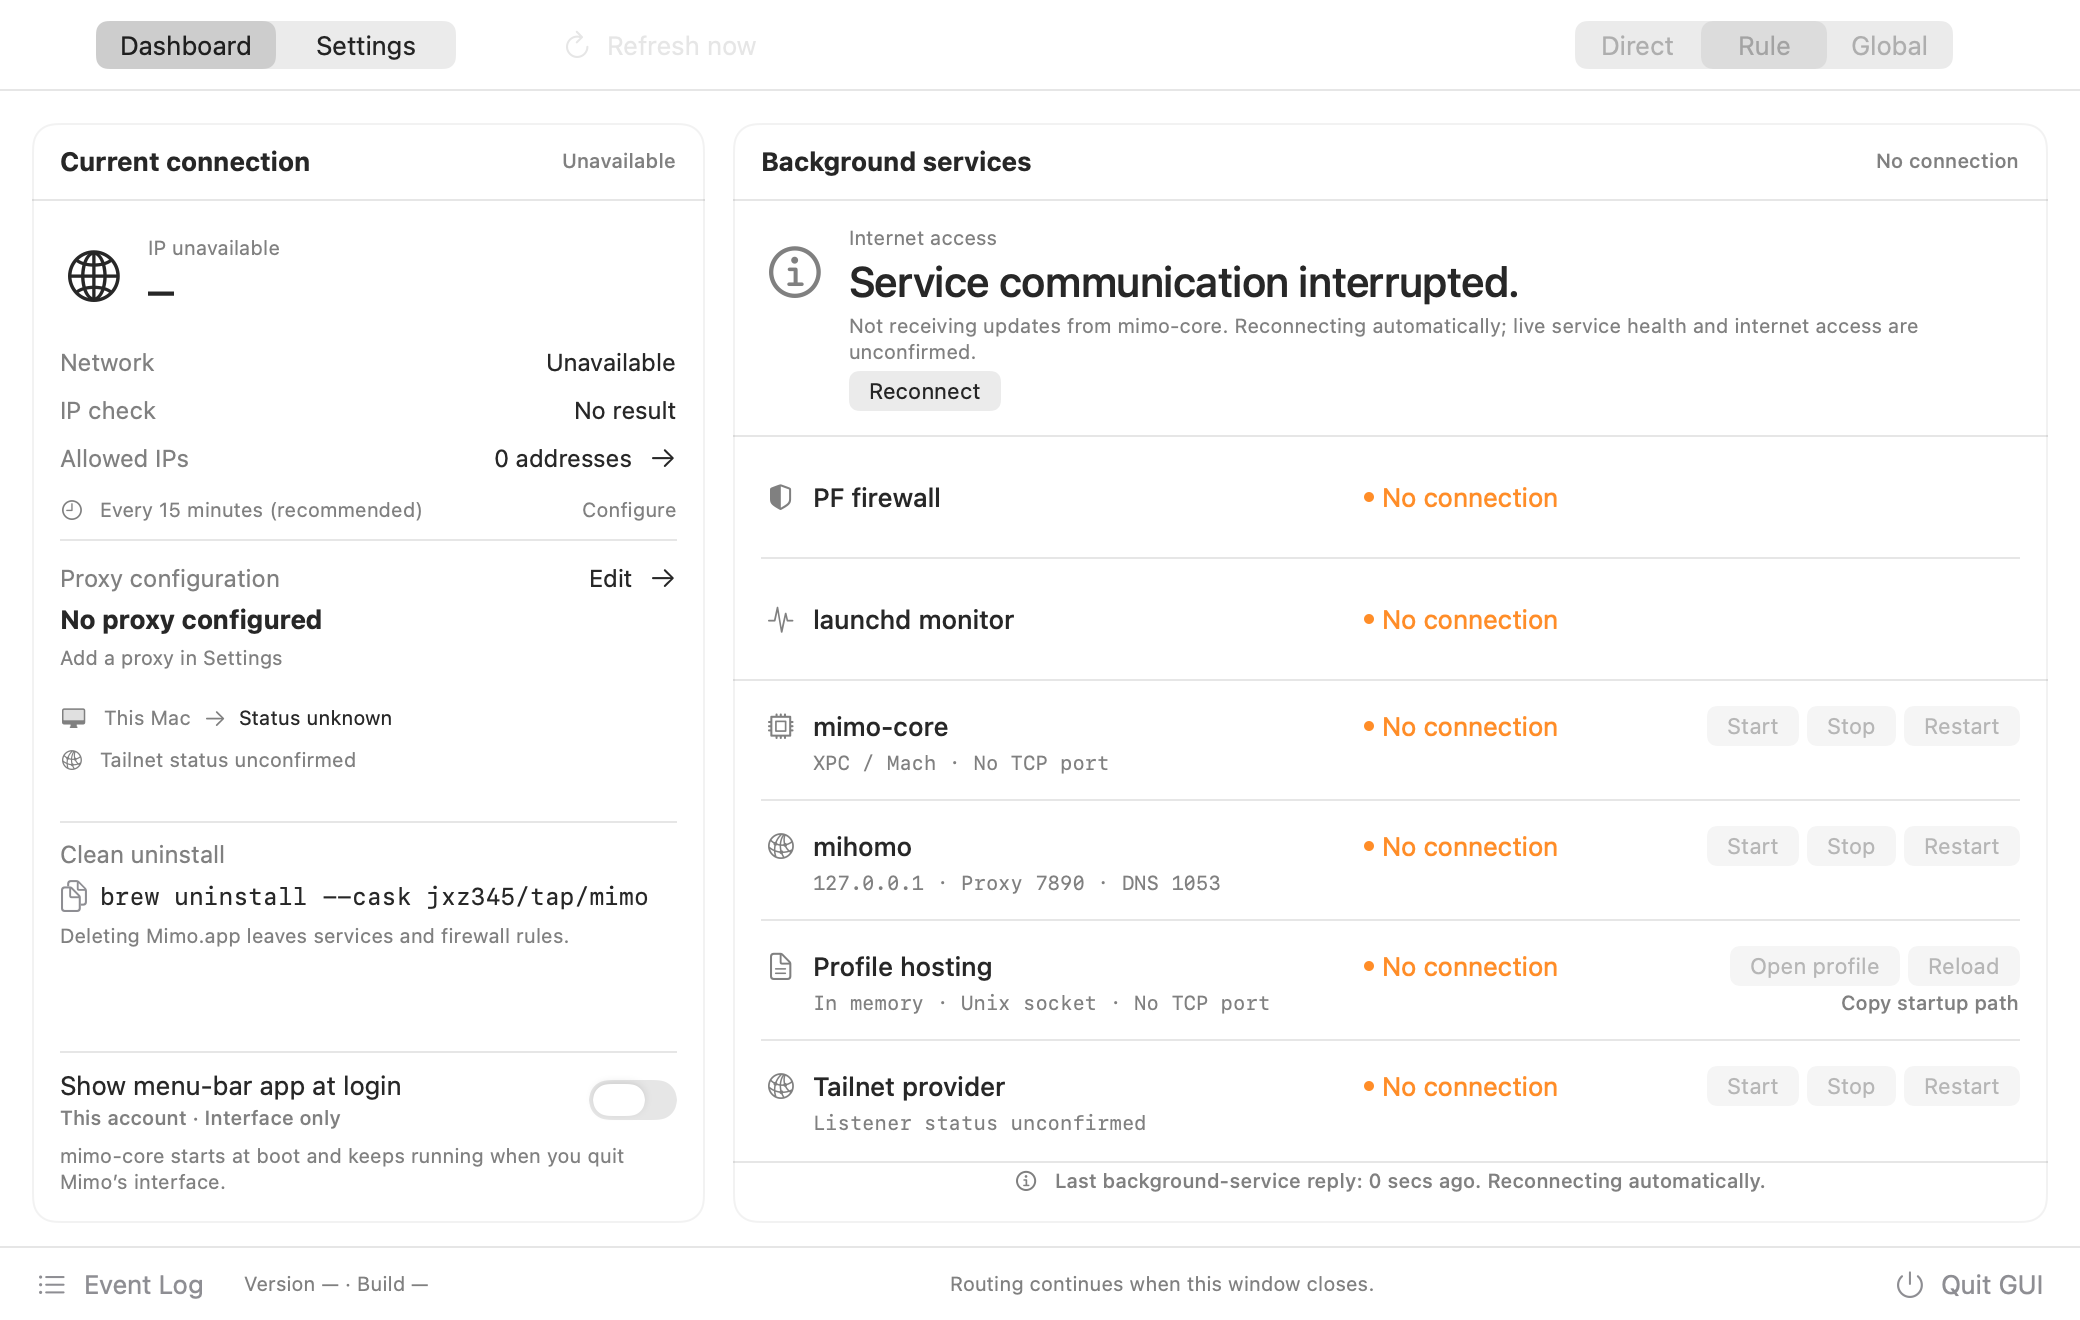 Dashboard
Settings
Refresh now
Direct
Rule
Global
Current connection
Unavailable
IP unavailable
—
Network
Unavailable
IP check
No result
Allowed IPs
0 addresses →
Every 15 minutes (recommended)
Configure
Proxy configuration
Edit →
No proxy configured
Add a proxy in Settings
This Mac → Status unknown
Tailnet status unconfirmed
Clean uninstall
brew uninstall --cask jxz345/tap/mimo
Deleting Mimo.app leaves services and firewall rules.
Show menu-bar app at login
This account · Interface only
mimo-core starts at boot and keeps running when you quit
Mimo’s interface.
Background services
No connection
Internet access
Service communication interrupted.
Not receiving updates from mimo-core. Reconnecting automatically; live service health and internet access are
unconfirmed.
Reconnect
PF firewall
No connection
launchd monitor
No connection
mimo-core
No connection
Start
Stop
Restart
XPC / Mach · No TCP port
mihomo
No connection
Start
Stop
Restart
127.0.0.1 · Proxy 7890 · DNS 1053
Profile hosting
No connection
Open profile
Reload
In memory · Unix socket · No TCP port
Copy startup path
Tailnet provider
No connection
Start
Stop
Restart
Listener status unconfirmed
Last background-service reply: 0 secs ago. Reconnecting automatically.
Event Log
Version — · Build —
Routing continues when this window closes.
Quit GUI